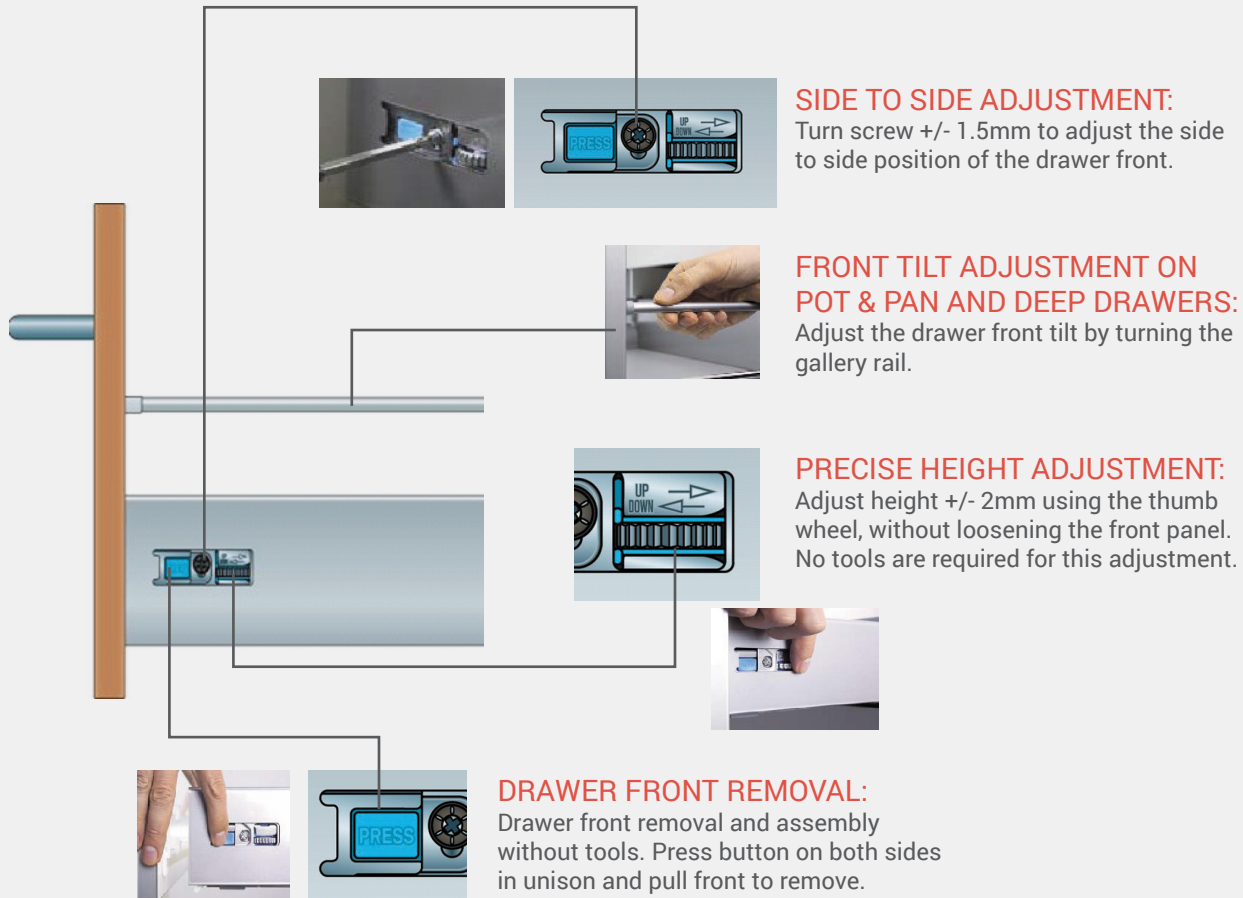 SIDE TO SIDE ADJUSTMENT:
Turn screw +/- 1.5mm to adjust the side
to side position of the drawer front.
PRESS
UP
DOWN
FRONT TILT ADJUSTMENT ON
POT & PAN AND DEEP DRAWERS:
Adjust the drawer front tilt by turning the
gallery rail.
UP
DOWN
PRECISE HEIGHT ADJUSTMENT:
Adjust height +/- 2mm using the thumb
wheel, without loosening the front panel.
No tools are required for this adjustment.
PRESS
DRAWER FRONT REMOVAL:
Drawer front removal and assembly
without tools. Press button on both sides
in unison and pull front to remove.